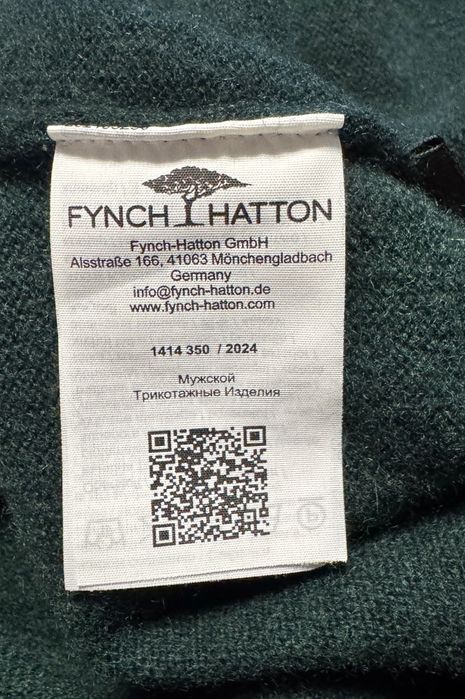 FYNCH HATTON
Fynch-Hatton GmbH
Alsstraße 166, 41063 Mönchengladbach
Germany
info@fynch-hatton.de
www.fynch-hatton.com
1414 350 / 2024
Мужской
Трикотажные Изделия